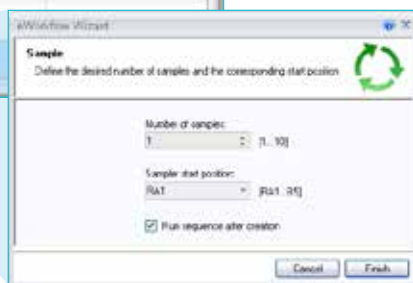 eWorkflow Wizard
Sample
Define the desired number of samples and the corresponding start position
Number of samples:
1 [1...10]
Sampler start position:
RA1 [RA1...R5]
Run sequence after creation
Cancel Finish